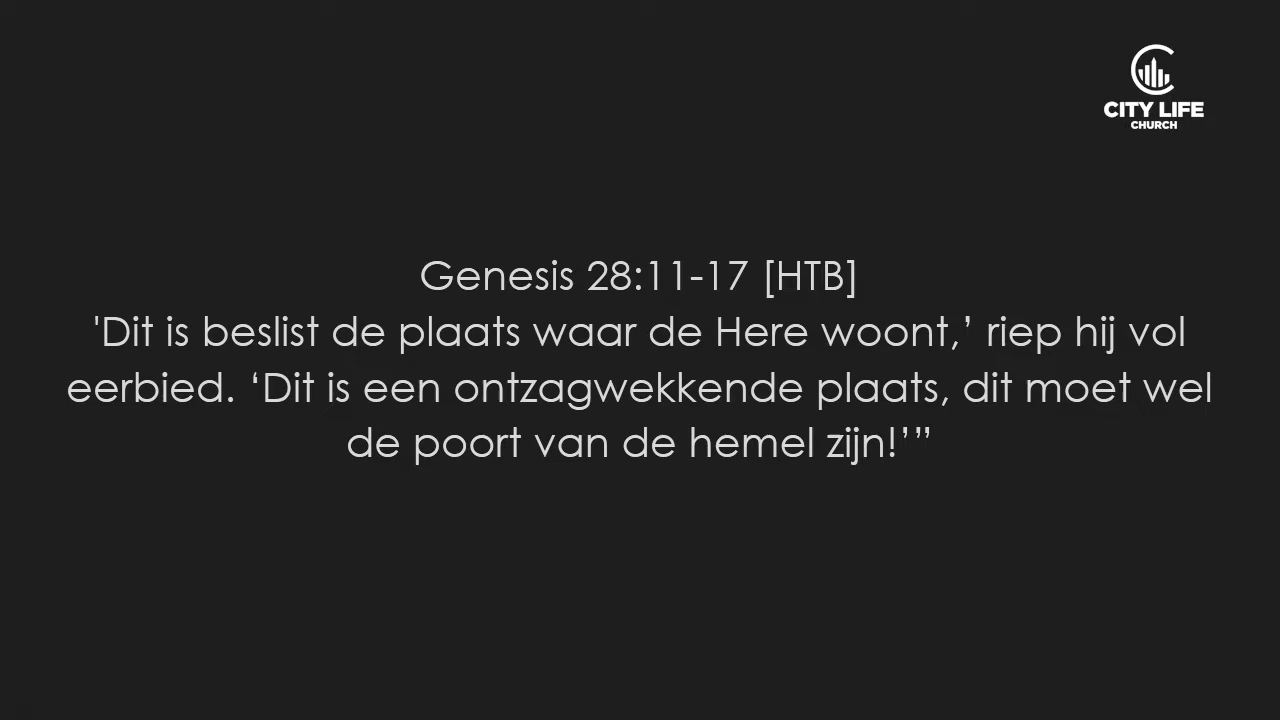 CITY LIFE
CHURCH
Genesis 28:11-17 [HTB]
'Dit is beslist de plaats waar de Here woont,’ riep hij vol
eerbied. ‘Dit is een ontzagwekkende plaats, dit moet wel
de poort van de hemel zijn!’”